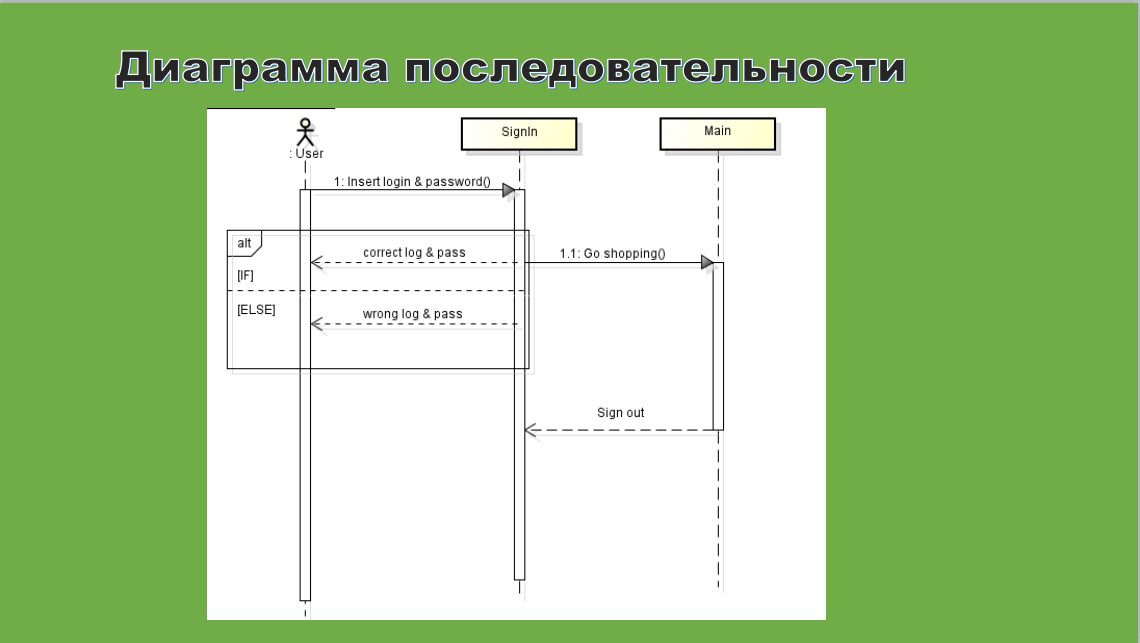 Диаграмма последовательности
: User
SignIn
Main
1: Insert login & password()
alt
correct log & pass
1.1: Go shopping()
[IF]
[ELSE]
wrong log & pass
Sign out